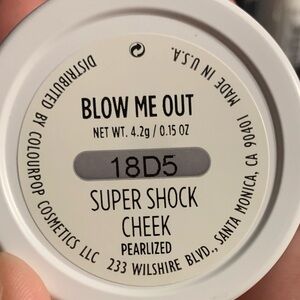 BLOW ME OUT
NET WT. 4.2g / 0.15 OZ
18D5
SUPER SHOCK
CHEEK
PEARLIZED
DISTRIBUTED BY COLOURPOP COSMETICS LLC 233 WILSHIRE BLVD., SANTA MONICA, CA 90401 MADE IN U.S.A.